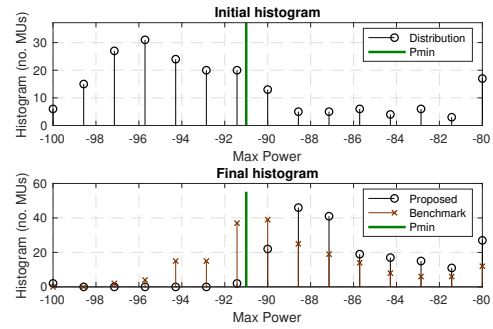 Initial histogram
Histogram (no. MUs)
30
20
10
0
Distribution
Pmin
-100 -98 -96 -94 -92 -90 -88 -86 -84 -82 -80
Max Power
Final histogram
Histogram (no. MUs)
60
40
20
0
Proposed
Benchmark
Pmin
-100 -98 -96 -94 -92 -90 -88 -86 -84 -82 -80
Max Power